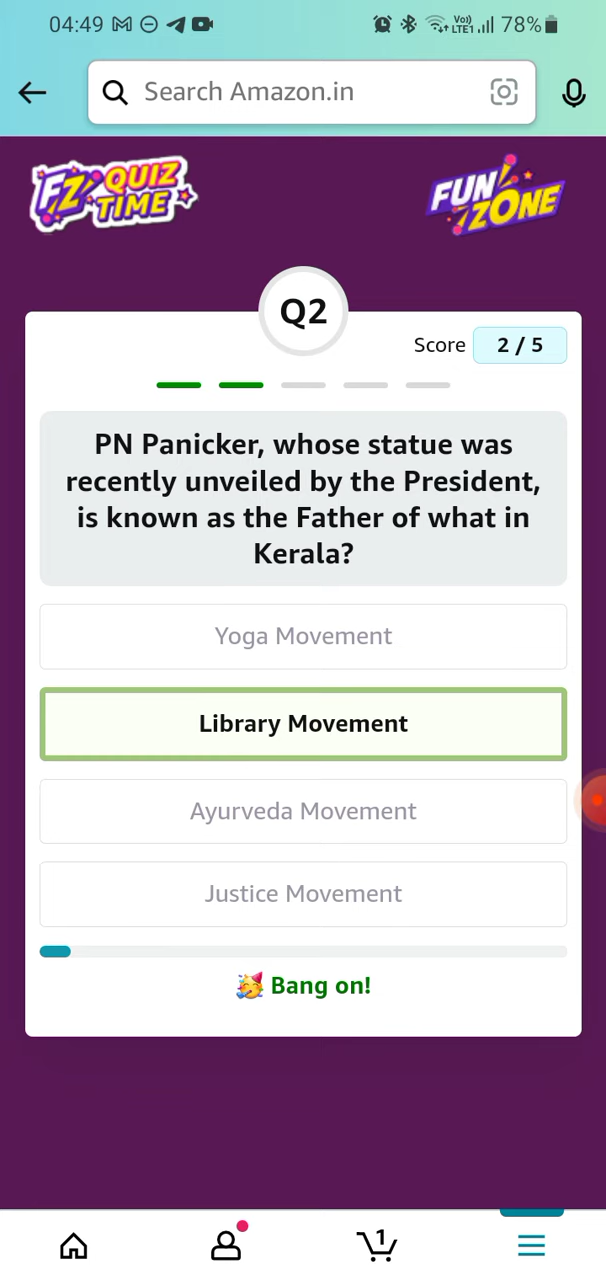 04:49 Vo)) LTE1 78%
Search Amazon.in
FZ QUIZ TIME
FUN ZONE
Q2
Score 2 / 5
PN Panicker, whose statue was
recently unveiled by the President,
is known as the Father of what in
Kerala?
Yoga Movement
Library Movement
Ayurveda Movement
Justice Movement
🥳 Bang on!
1